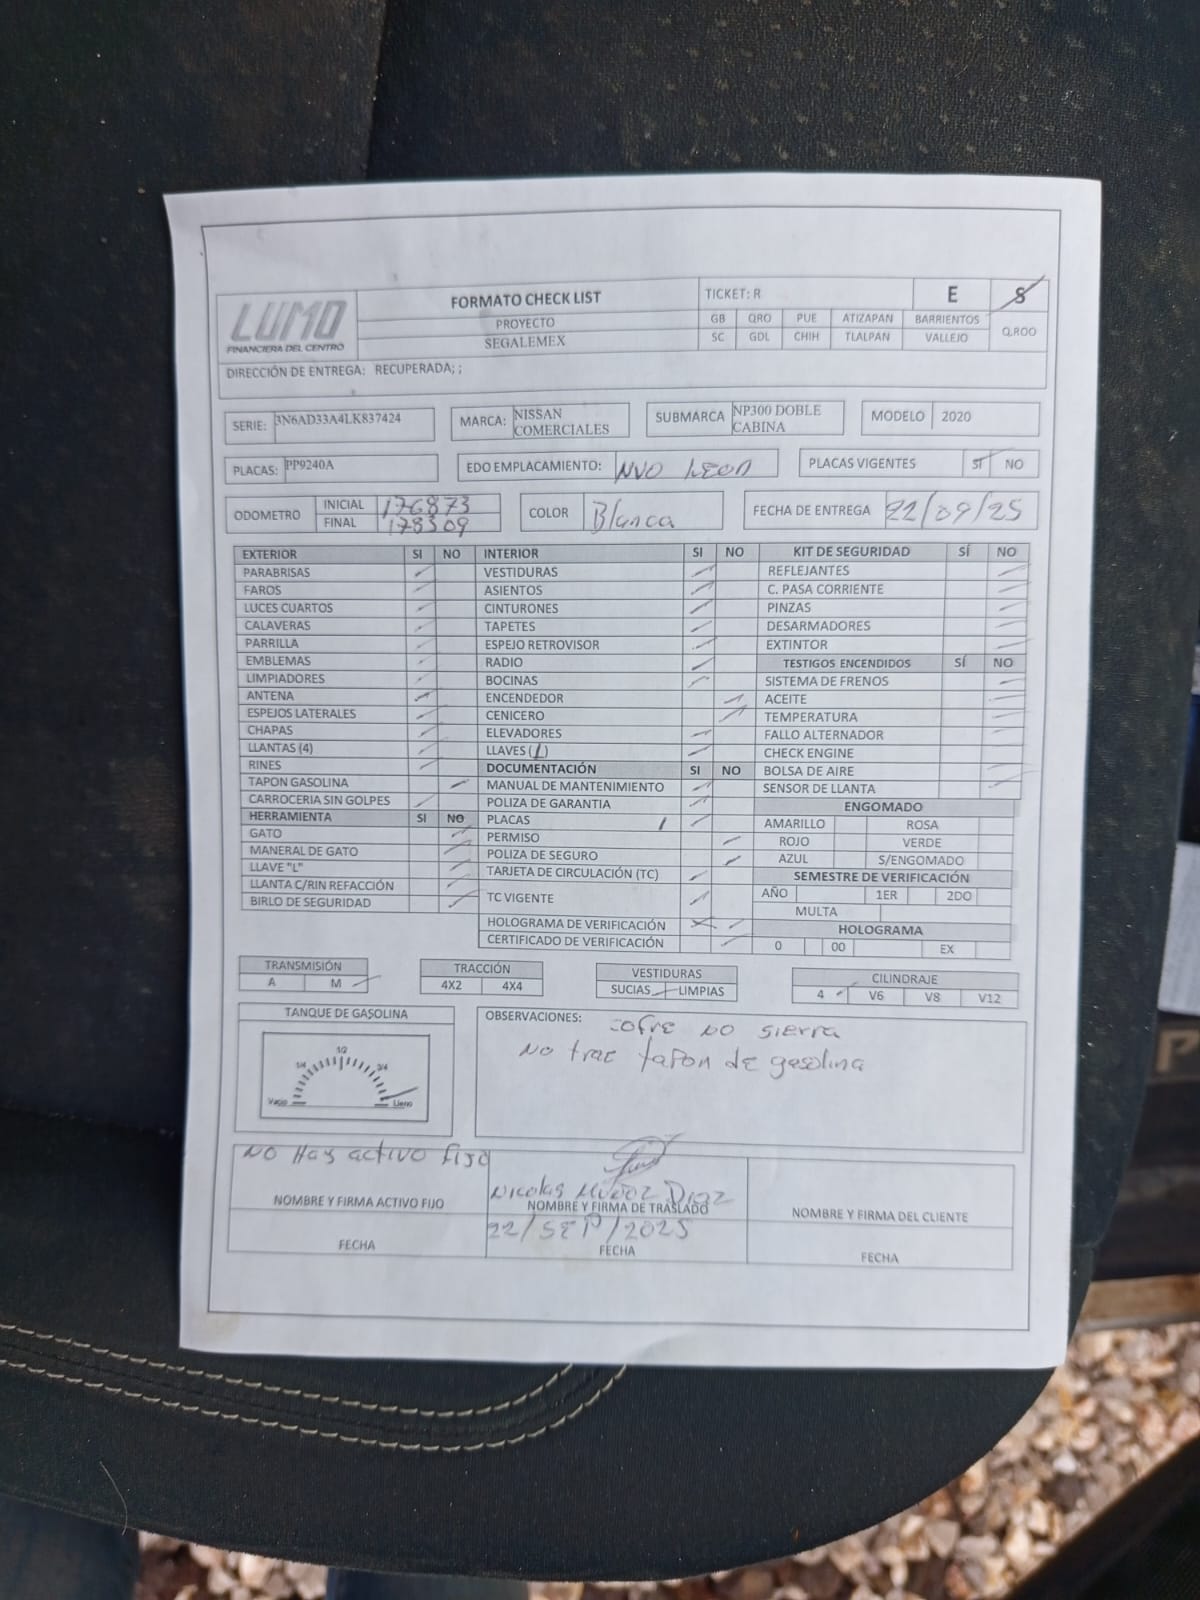 LUMO
FINANCIERA DEL CENTRO
FORMATO CHECK LIST
PROYECTO
SEGALEMEX
TICKET: R E S
GB QRO PUE ATIZAPAN BARRIENTOS Q,ROO
SC GDL CHIH TLALPAN VALLEJO
DIRECCIÓN DE ENTREGA: RECUPERADA; ;
SERIE: 3N6AD33A4LK837424 MARCA: NISSAN COMERCIALES SUBMARCA NP300 DOBLE CABINA MODELO 2020
PLACAS: PP9240A EDO EMPLACAMIENTO: NVO LEON PLACAS VIGENTES SI NO
ODOMETRO INICIAL 176873 COLOR Blanca FECHA DE ENTREGA 22/09/25
FINAL 178309
EXTERIOR SI NO INTERIOR SI NO KIT DE SEGURIDAD SÍ NO
PARABRISAS VESTIDURAS REFLEJANTES
FAROS ASIENTOS C. PASA CORRIENTE
LUCES CUARTOS CINTURONES PINZAS
CALAVERAS TAPETES DESARMADORES
PARRILLA ESPEJO RETROVISOR EXTINTOR
EMBLEMAS RADIO TESTIGOS ENCENDIDOS SÍ NO
LIMPIADORES BOCINAS SISTEMA DE FRENOS
ANTENA ENCENDEDOR ACEITE
ESPEJOS LATERALES CENICERO TEMPERATURA
CHAPAS ELEVADORES FALLO ALTERNADOR
LLANTAS (4) LLAVES (1) CHECK ENGINE
RINES DOCUMENTACIÓN SI NO BOLSA DE AIRE
TAPON GASOLINA MANUAL DE MANTENIMIENTO SENSOR DE LLANTA
CARROCERIA SIN GOLPES POLIZA DE GARANTIA ENGOMADO
HERRAMIENTA SI NO PLACAS 1 AMARILLO ROSA
GATO PERMISO ROJO VERDE
MANERAL DE GATO POLIZA DE SEGURO AZUL S/ENGOMADO
LLAVE "L" TARJETA DE CIRCULACIÓN (TC) SEMESTRE DE VERIFICACIÓN
LLANTA C/RIN REFACCIÓN TC VIGENTE AÑO 1ER 2DO
BIRLO DE SEGURIDAD MULTA
HOLOGRAMA DE VERIFICACIÓN HOLOGRAMA
CERTIFICADO DE VERIFICACIÓN 0 00 EX
TRANSMISIÓN TRACCIÓN VESTIDURAS CILINDRAJE
A M 4X2 4X4 SUCIAS LIMPIAS 4 V6 V8 V12
TANQUE DE GASOLINA
1/4 1/2 3/4
Vacio Lleno
OBSERVACIONES: cofre no sierra
No trae tapon de gasolina
No Hay activo fijo
NOMBRE Y FIRMA ACTIVO FIJO
FECHA
Nicolas Muñoz Diaz
NOMBRE Y FIRMA DE TRASLADO
22/SEP/2025
FECHA
NOMBRE Y FIRMA DEL CLIENTE
FECHA